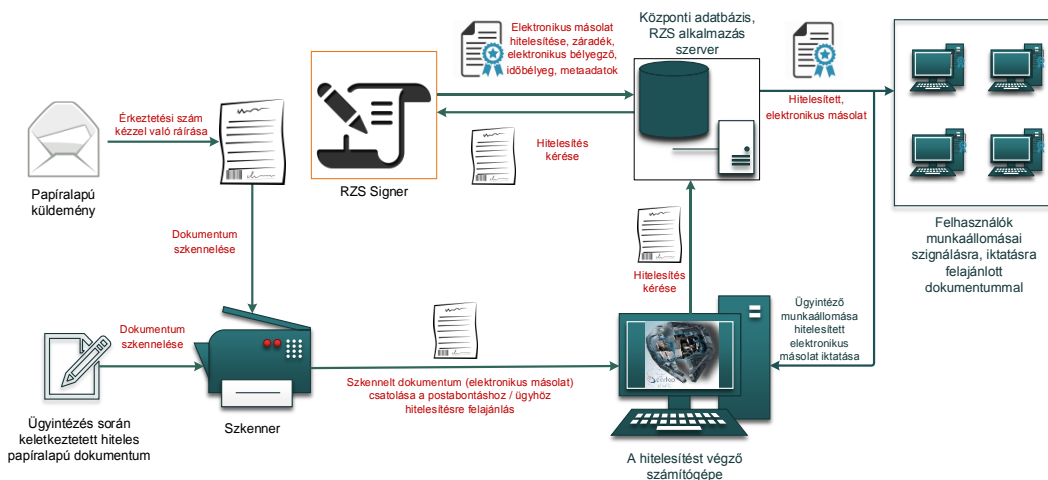 Elektronikus másolat
hitelesítése, záradék,
elektronikus bélyegző,
időbélyeg, metaadatok
Központi adatbázis,
RZS alkalmazás
szerver
Hitelesített,
elektronikus másolat
Érkeztetési szám
kézzel való ráírása
Hitelesítés
kérése
Papíralapú
küldemény
RZS Signer
Felhasználók
munkaállomásai
szignálásra, iktatásra
felajánlott
dokumentummal
Dokumentum
szkennelése
Hitelesítés
kérése
Ügyintéző
munkaállomása
hitelesített
elektronikus
másolat iktatása
Dokumentum
szkennelése
Szkennelt dokumentum (elektronikus másolat)
csatolása a postabontáshoz / ügyhöz
hitelesítésre felajánlás
Ügyintézés során
keletkeztetett hiteles
papíralapú dokumentum
Szkenner
A hitelesítést végző
számítógépe